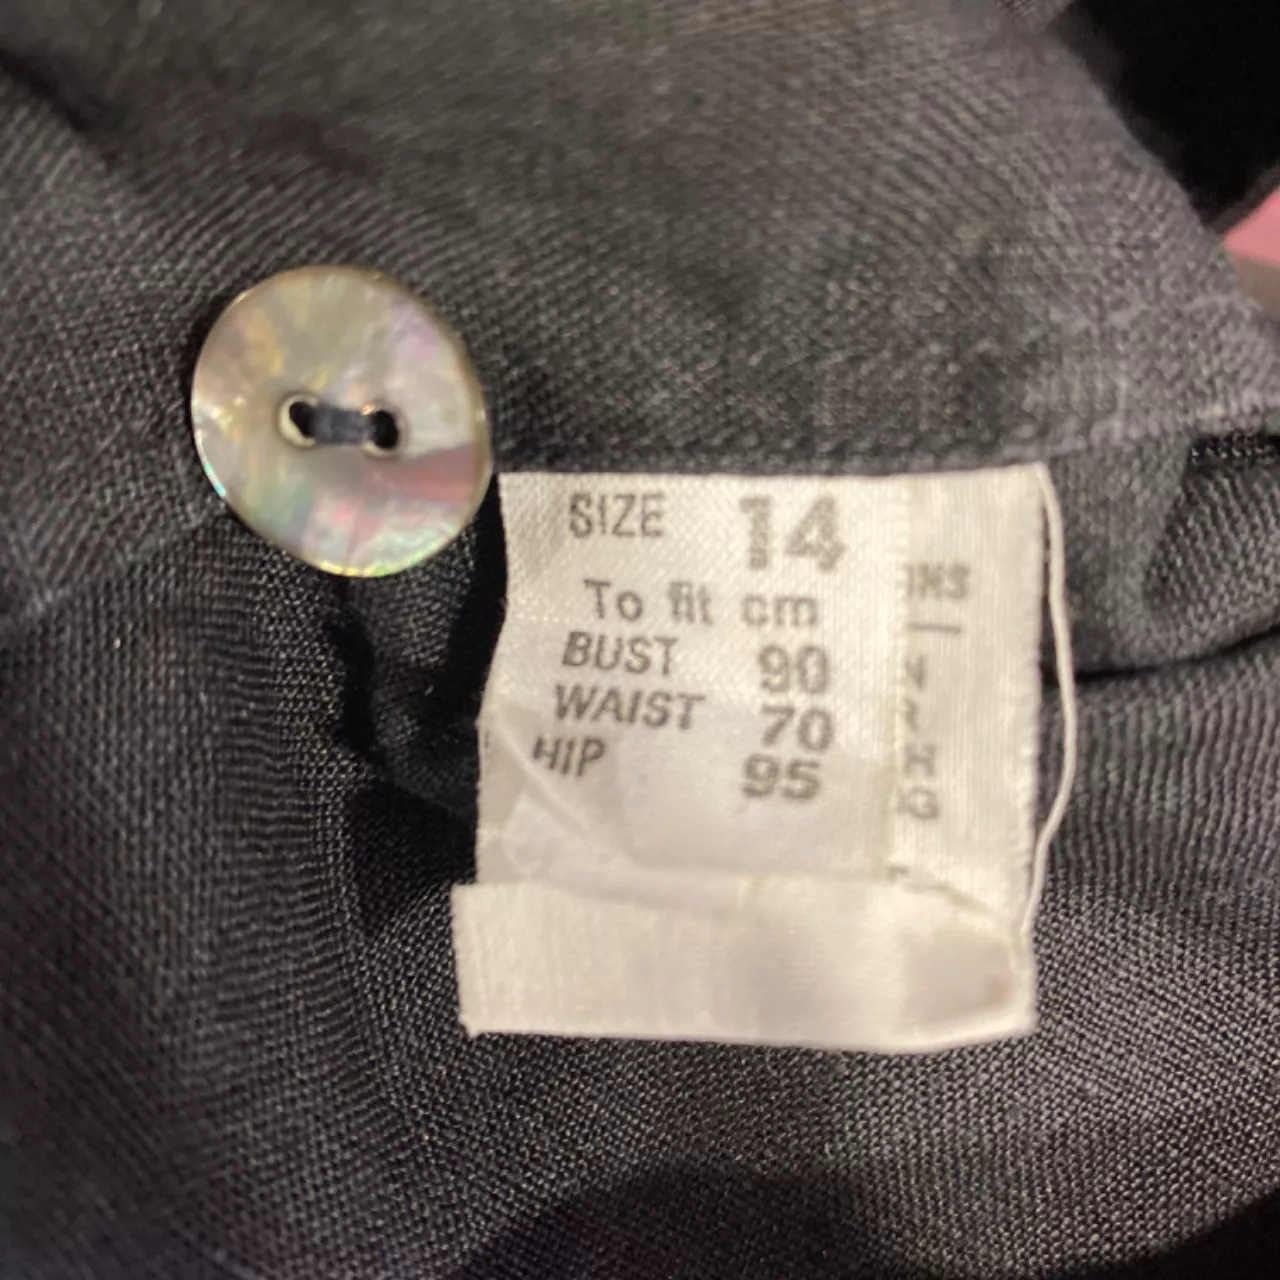 SIZE 14
To fit cm
BUST 90
WAIST 70
HIP 95